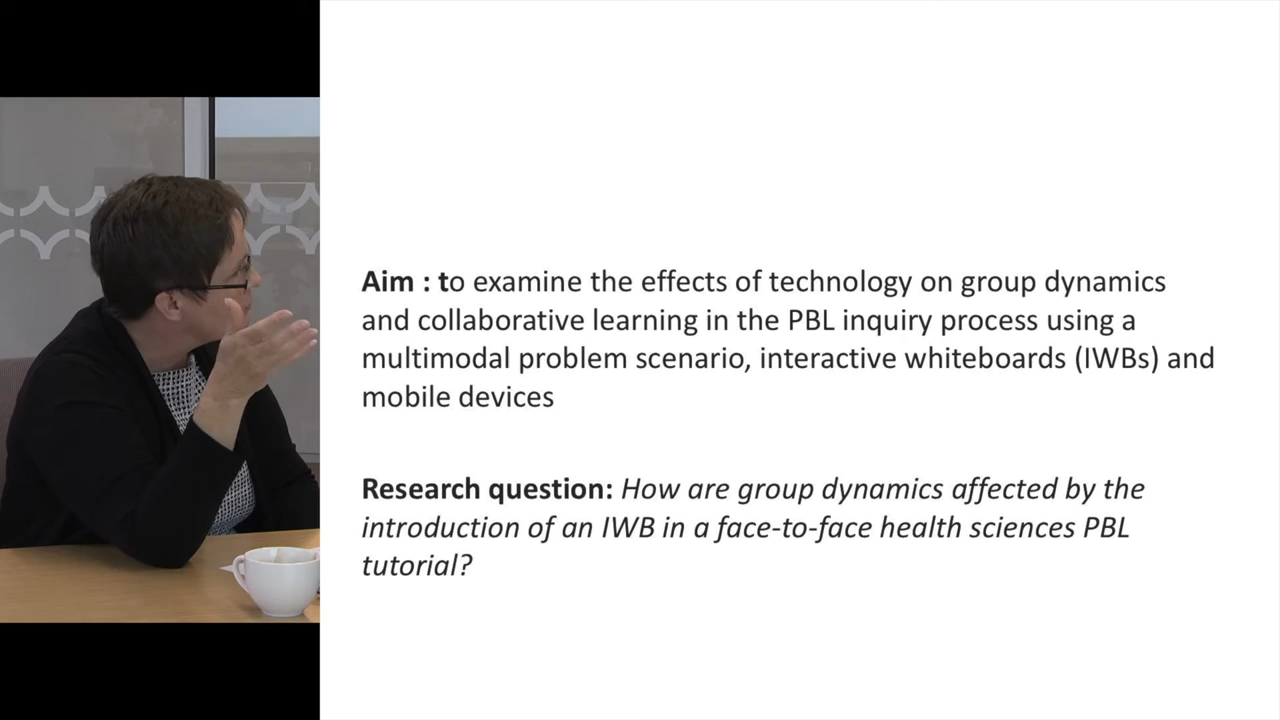 Aim : to examine the effects of technology on group dynamics
and collaborative learning in the PBL inquiry process using a
multimodal problem scenario, interactive whiteboards (IWBs) and
mobile devices
Research question: How are group dynamics affected by the
introduction of an IWB in a face-to-face health sciences PBL
tutorial?